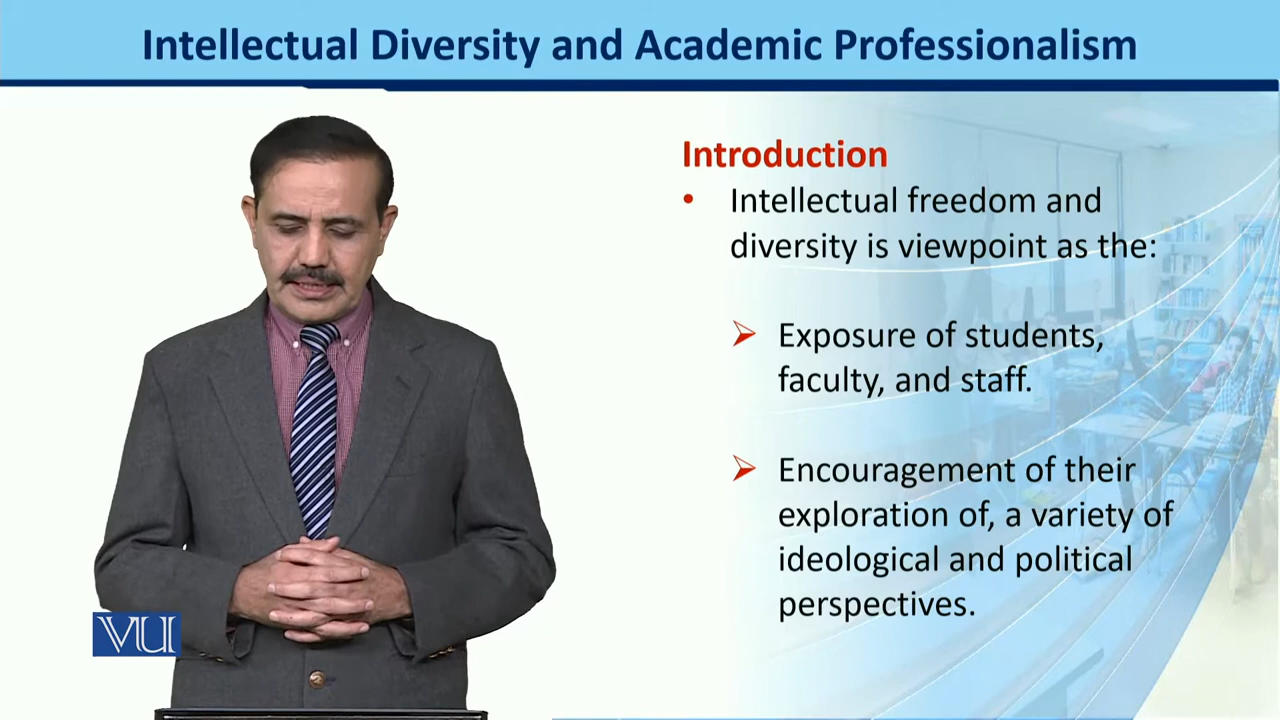 Intellectual Diversity and Academic Professionalism
Introduction
• Intellectual freedom and
diversity is viewpoint as the:
➢ Exposure of students,
faculty, and staff.
➢ Encouragement of their
exploration of, a variety of
ideological and political
perspectives.
VU